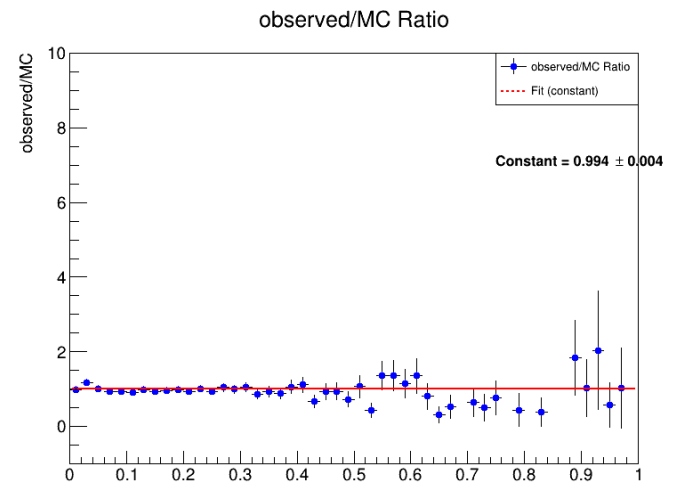 observed/MC Ratio
observed/MC
10
8
6
4
2
0
observed/MC Ratio
Fit (constant)
Constant = 0.994 ± 0.004
0 0.1 0.2 0.3 0.4 0.5 0.6 0.7 0.8 0.9 1